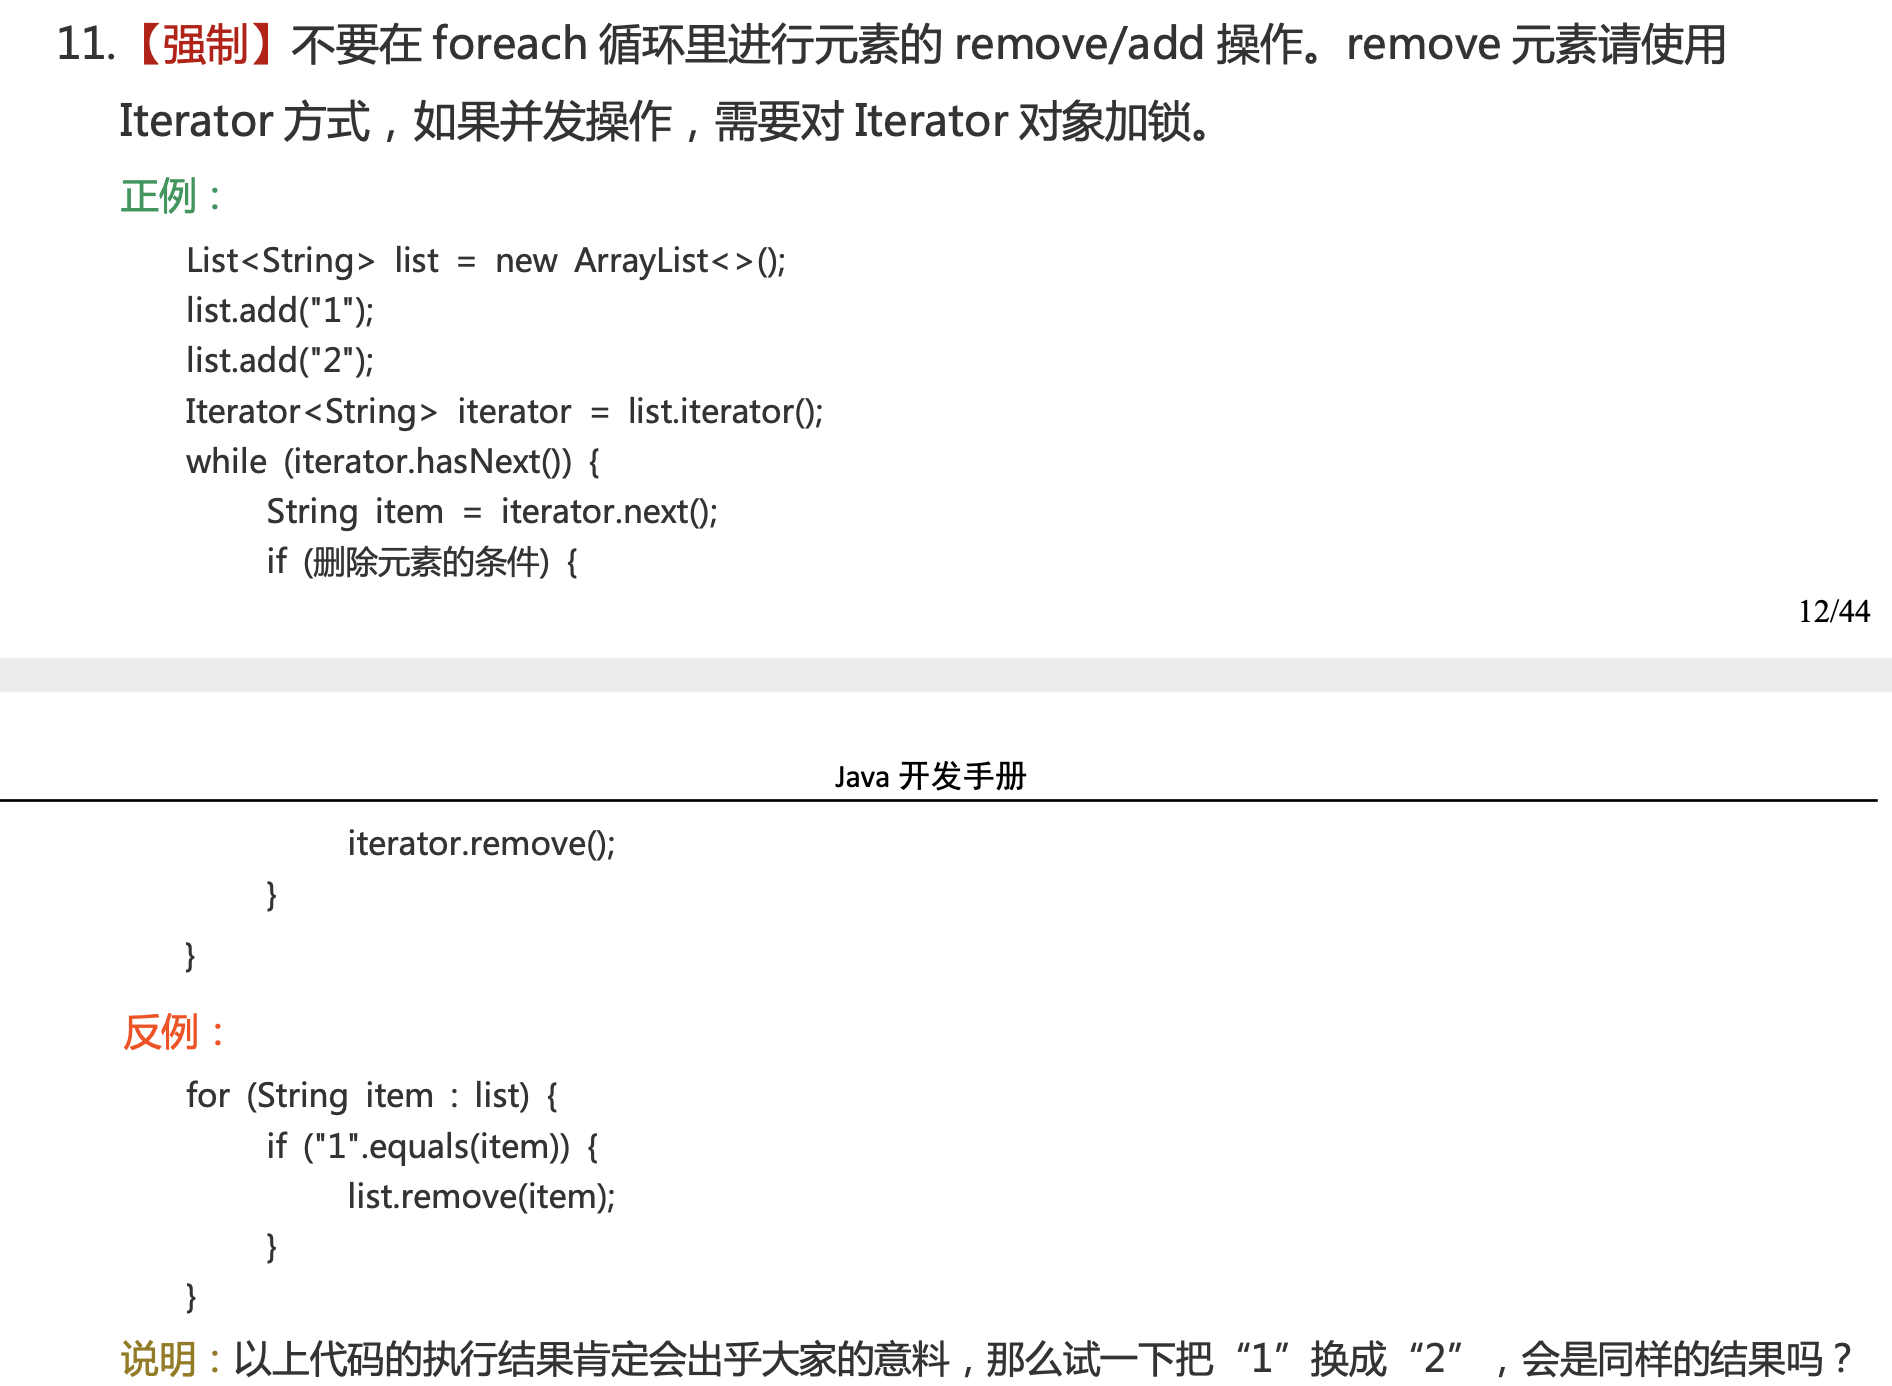 11.【强制】不要在 foreach 循环里进行元素的 remove/add 操作。remove 元素请使用
Iterator 方式，如果并发操作，需要对 Iterator 对象加锁。
正例：
List<String> list = new ArrayList<>();
list.add("1");
list.add("2");
Iterator<String> iterator = list.iterator();
while (iterator.hasNext()) {
String item = iterator.next();
if (删除元素的条件) {
12/44
Java 开发手册
iterator.remove();
}
}
反例：
for (String item : list) {
if ("1".equals(item)) {
list.remove(item);
}
}
说明：以上代码的执行结果肯定会出乎大家的意料，那么试一下把“1”换成“2”，会是同样的结果吗？